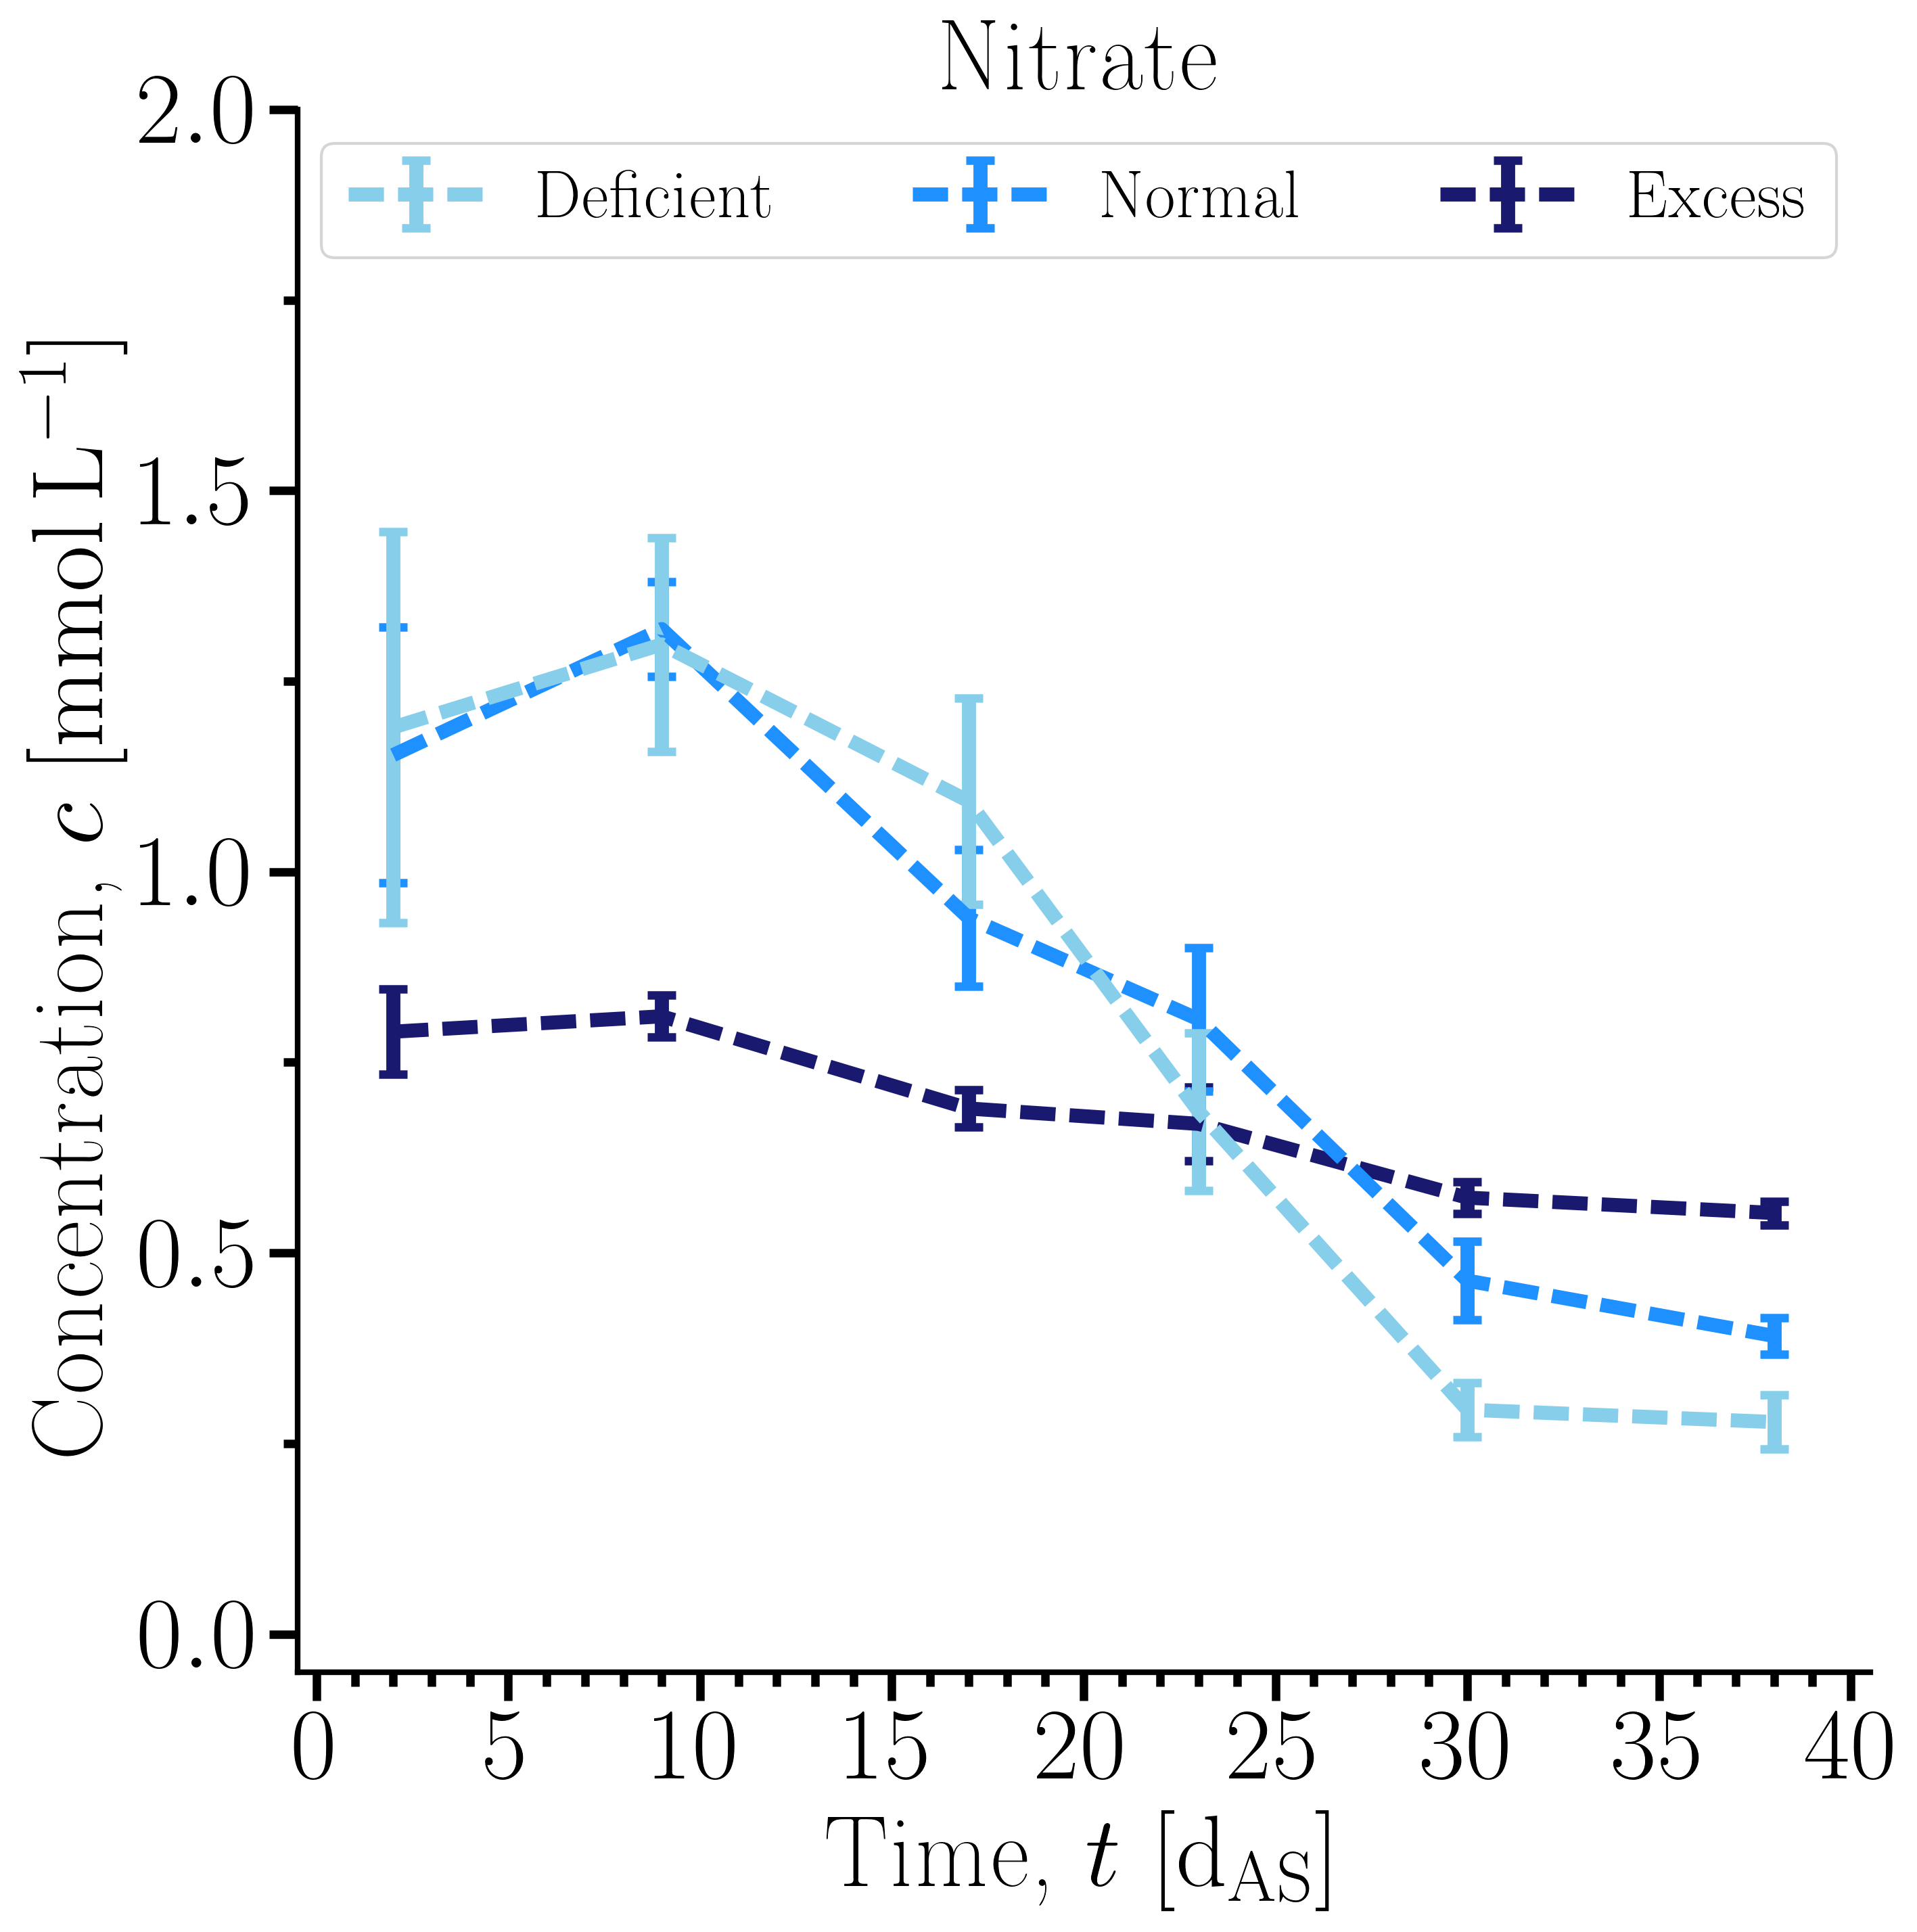 Nitrate
Deficient Normal Excess
Concentration, c [mmol L⁻¹]
2.0
1.5
1.0
0.5
0.0
0 5 10 15 20 25 30 35 40
Time, t [d_AS]